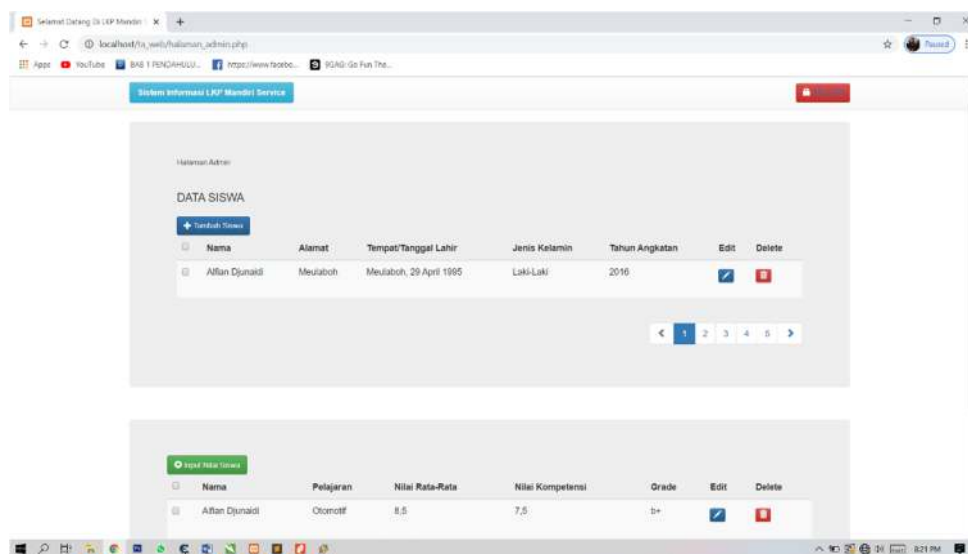 Selamat Datang Di LKP Mandiri
localhost/ta_web/halaman_admin.php
Paused
Apps YouTube BAB 1 PENDAHULU... https://www.facebo... 9GAG: Go Fun The...
Sistem Informasi LKP Mandiri Service
Halaman Admin
DATA SISWA
Tambah Siswa
Nama Alamat Tempat/Tanggal Lahir Jenis Kelamin Tahun Angkatan Edit Delete
Alfian Djunaidi Meulaboh Meulaboh, 29 April 1995 Laki-Laki 2016
1 2 3 4 5
Input Nilai Siswa
Nama Pelajaran Nilai Rata-Rata Nilai Kompetensi Grade Edit Delete
Alfian Djunaidi Otomotif 8,5 7,5 b+
8:21 PM